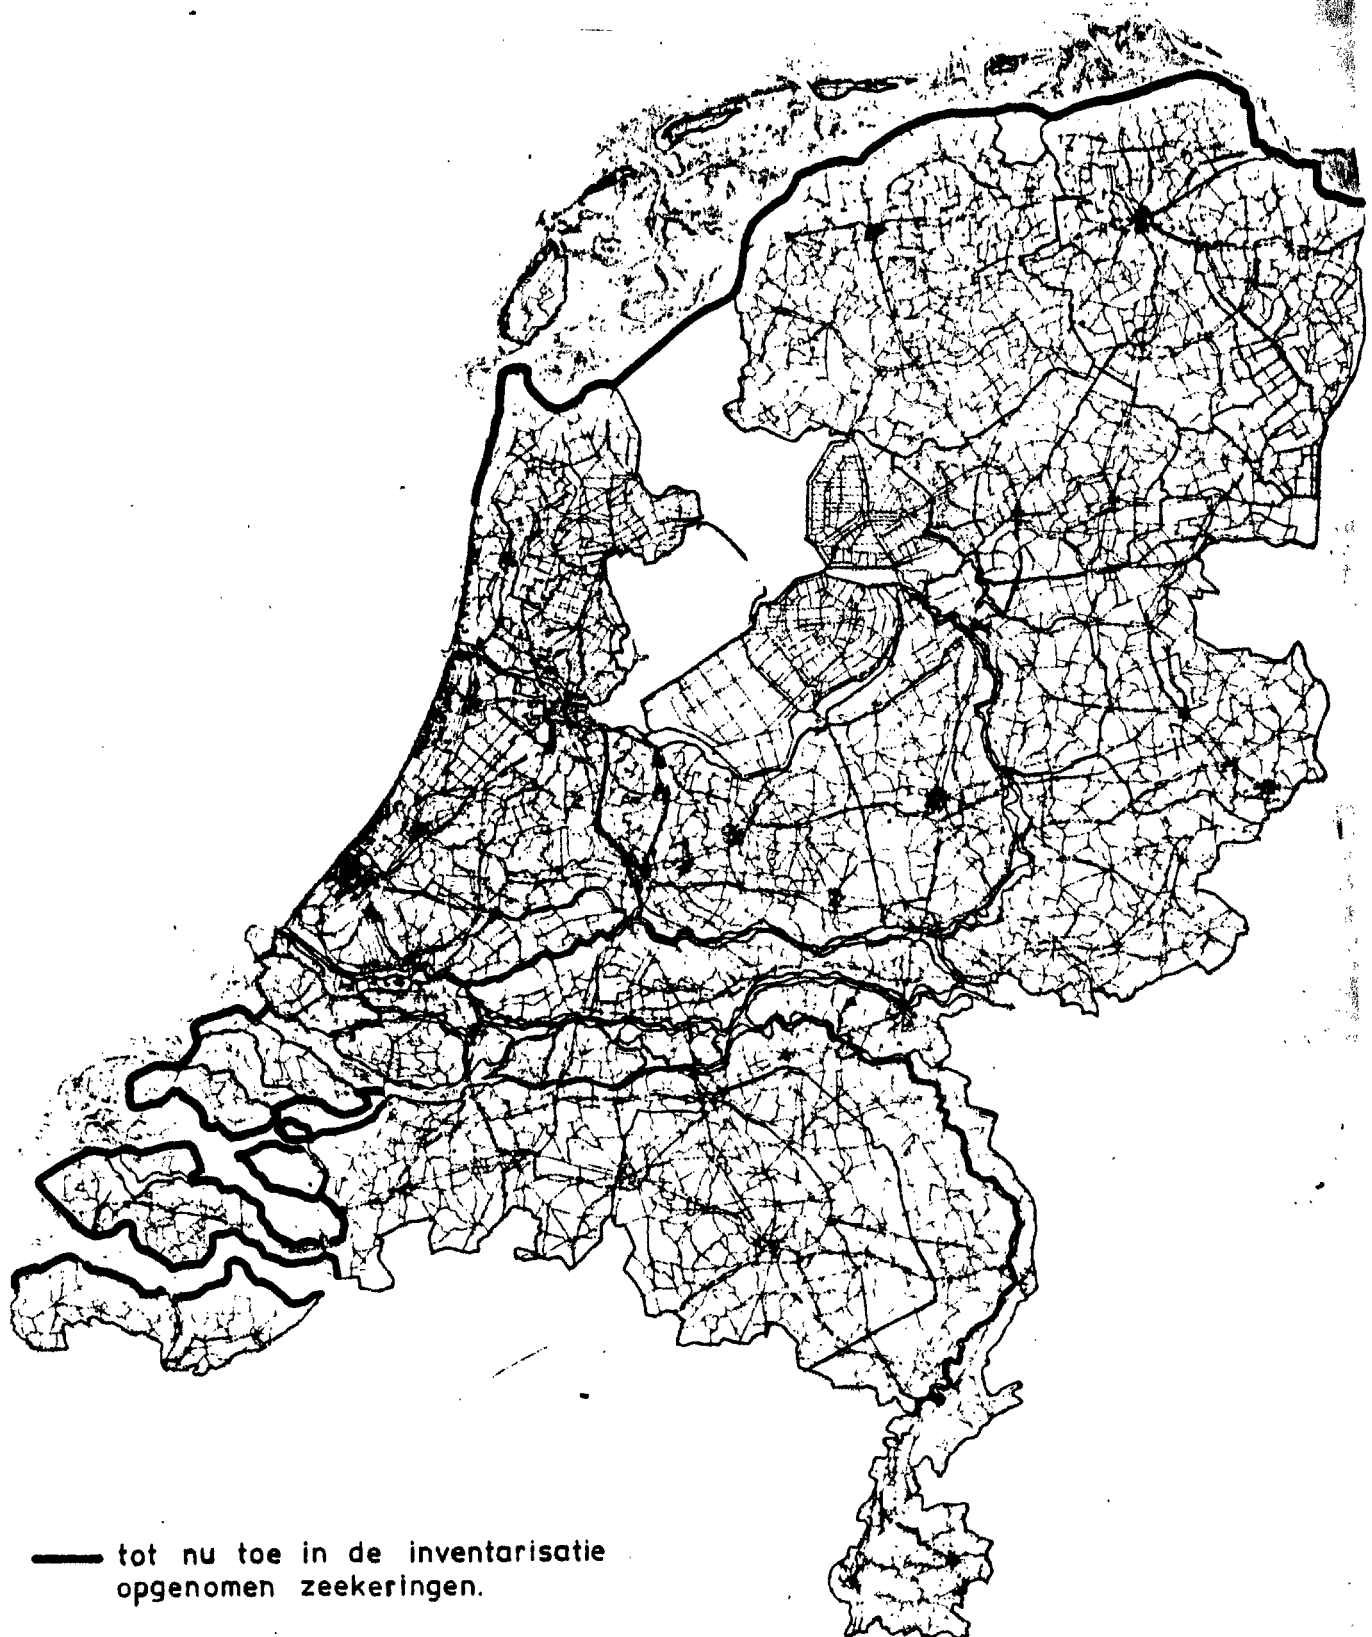 tot nu toe in de inventarisatie
opgenomen zeekeringen.